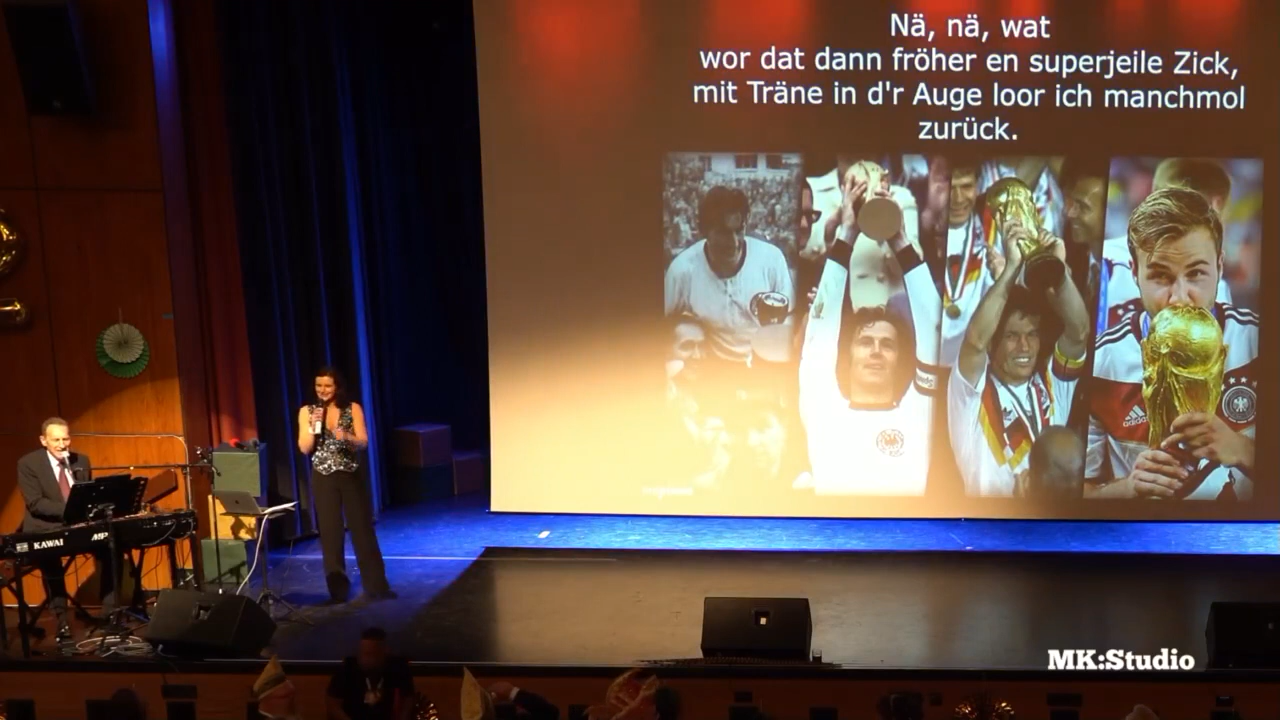 Nä, nä, wat
wor dat dann fröher en superjeile Zick,
mit Träne in d'r Auge loor ich manchmol
zurück.
adidas
KAWAI
MP
MK:Studio